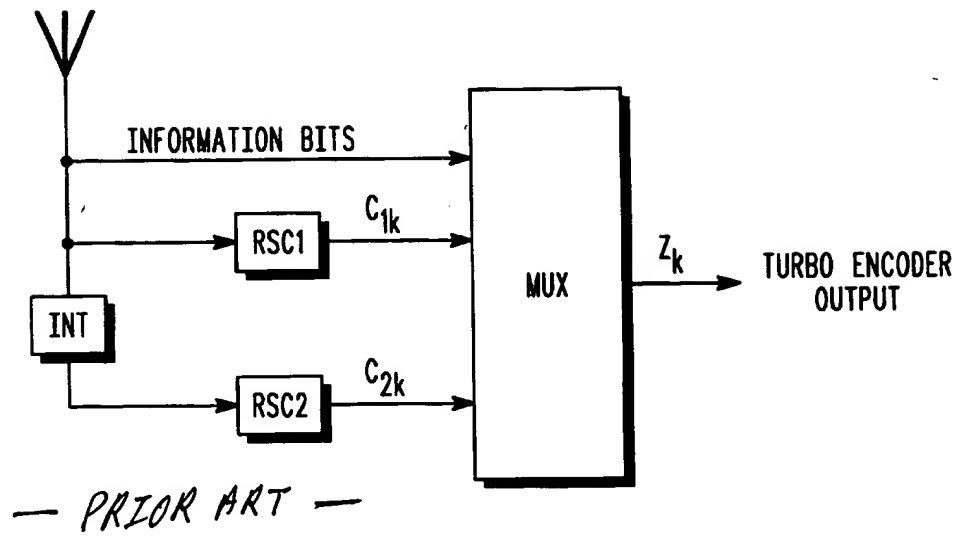 INFORMATION BITS
RSC1
C1k
INT
RSC2
C2k
MUX
Zk
TURBO ENCODER
OUTPUT
— PRIOR ART —